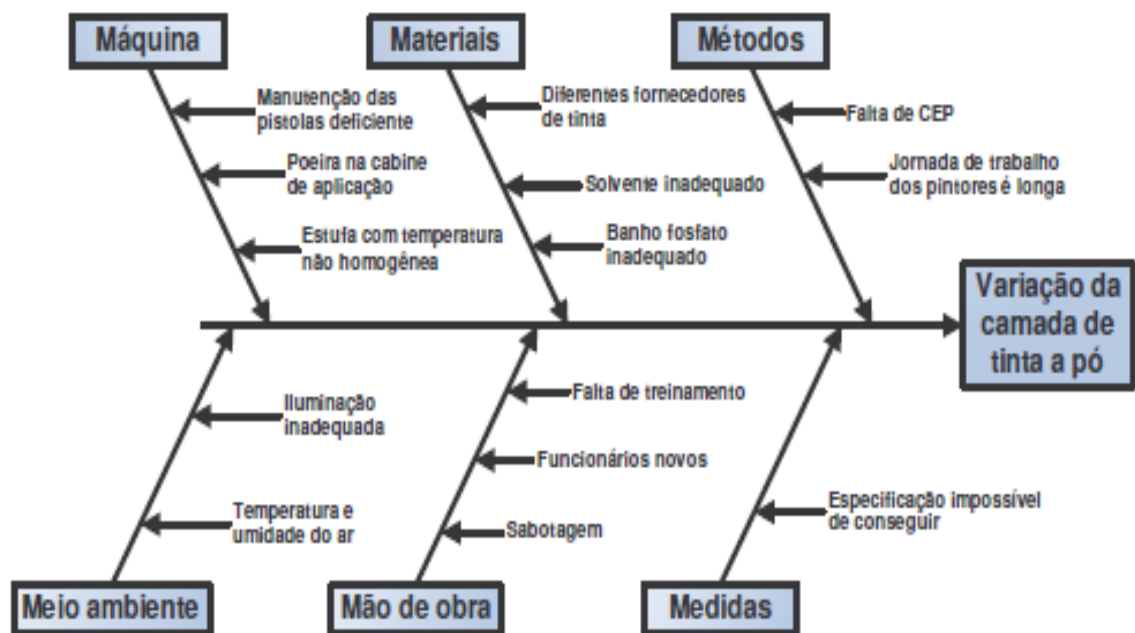 Máquina
Materiais
Métodos
Manutenção das
pistolas deficiente
Poeira na cabine
de aplicação
Estufa com temperatura
não homogênea
Diferentes fornecedores
de tinta
Solvente inadequado
Banho fosfato
inadequado
Falta de CEP
Jornada de trabalho
dos pintores é longa
Variação da
camada de
tinta a pó
Iluminação
inadequada
Temperatura e
umidade do ar
Falta de treinamento
Funcionários novos
Sabotagem
Especificação impossível
de conseguir
Meio ambiente
Mão de obra
Medidas